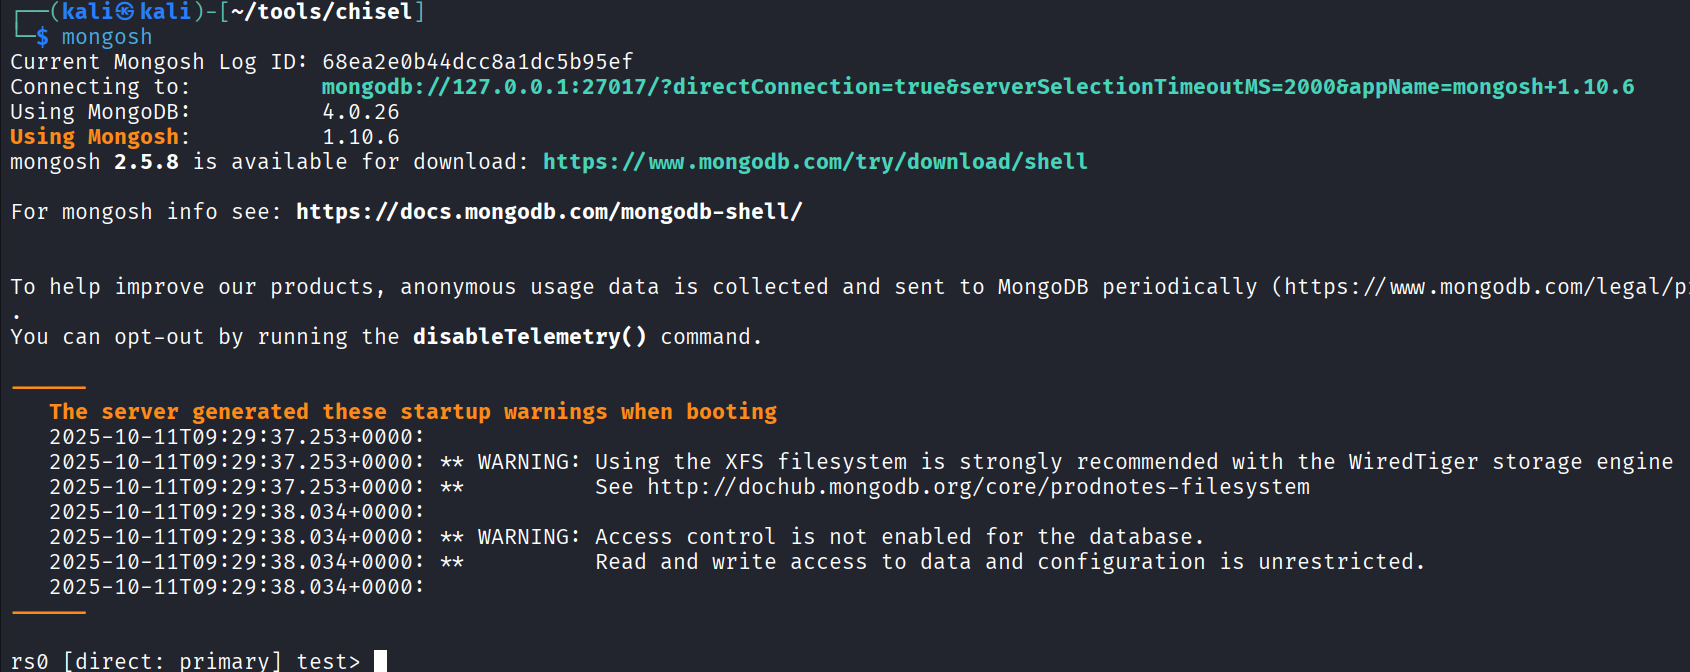 ┌──(kali㉿kali)-[~/tools/chisel]
└─$ mongosh
Current Mongosh Log ID: 68ea2e0b44dcc8a1dc5b95ef
Connecting to:          mongodb://127.0.0.1:27017/?directConnection=true&serverSelectionTimeoutMS=2000&appName=mongosh+1.10.6
Using MongoDB:          4.0.26
Using Mongosh:          1.10.6
mongosh 2.5.8 is available for download: https://www.mongodb.com/try/download/shell
For mongosh info see: https://docs.mongodb.com/mongodb-shell/
To help improve our products, anonymous usage data is collected and sent to MongoDB periodically (https://www.mongodb.com/legal/p
.
You can opt-out by running the disableTelemetry() command.
------
The server generated these startup warnings when booting
2025-10-11T09:29:37.253+0000:
2025-10-11T09:29:37.253+0000: ** WARNING: Using the XFS filesystem is strongly recommended with the WiredTiger storage engine
2025-10-11T09:29:37.253+0000: **          See http://dochub.mongodb.org/core/prodnotes-filesystem
2025-10-11T09:29:38.034+0000:
2025-10-11T09:29:38.034+0000: ** WARNING: Access control is not enabled for the database.
2025-10-11T09:29:38.034+0000: **          Read and write access to data and configuration is unrestricted.
2025-10-11T09:29:38.034+0000:
------
rs0 [direct: primary] test>